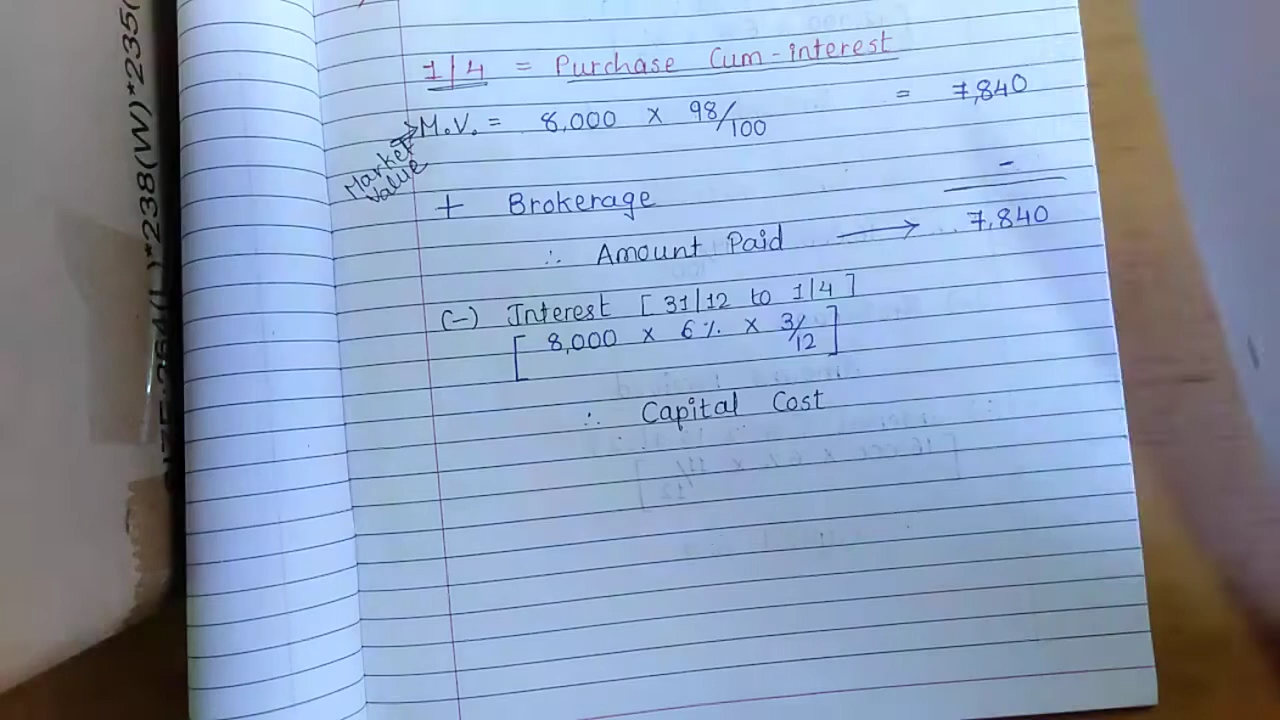 1/4 = Purchase Cum-interest
M.V. = 8,000 x 98/100 = 7,840
Market Value
+ Brokerage -
∴ Amount Paid → 7,840
(-) Interest [31/12 to 1/4]
[8,000 x 6% x 3/12]
∴ Capital Cost